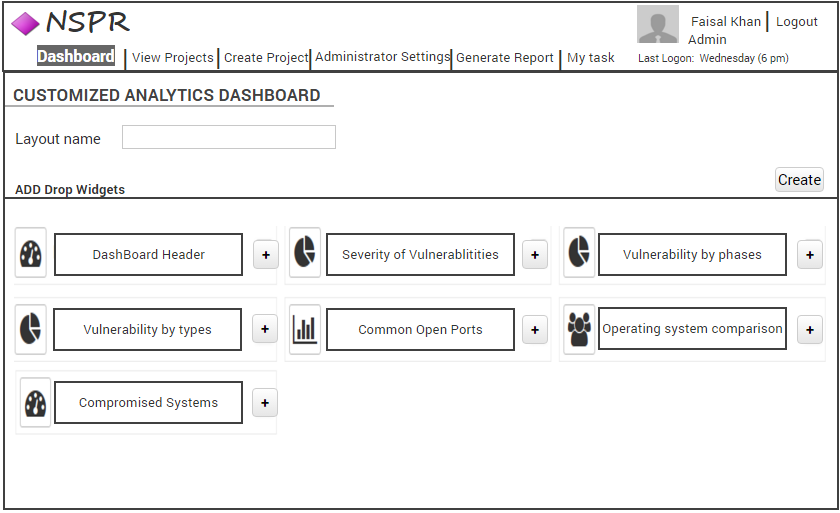 NSPR
Faisal Khan | Logout
Admin
Dashboard | View Projects | Create Project | Administrator Settings | Generate Report | My task
Last Logon: Wednesday (6 pm)
CUSTOMIZED ANALYTICS DASHBOARD
Layout name
Create
ADD Drop Widgets
DashBoard Header +
Severity of Vulnerablitities +
Vulnerability by phases +
Vulnerability by types +
Common Open Ports +
Operating system comparison +
Compromised Systems +